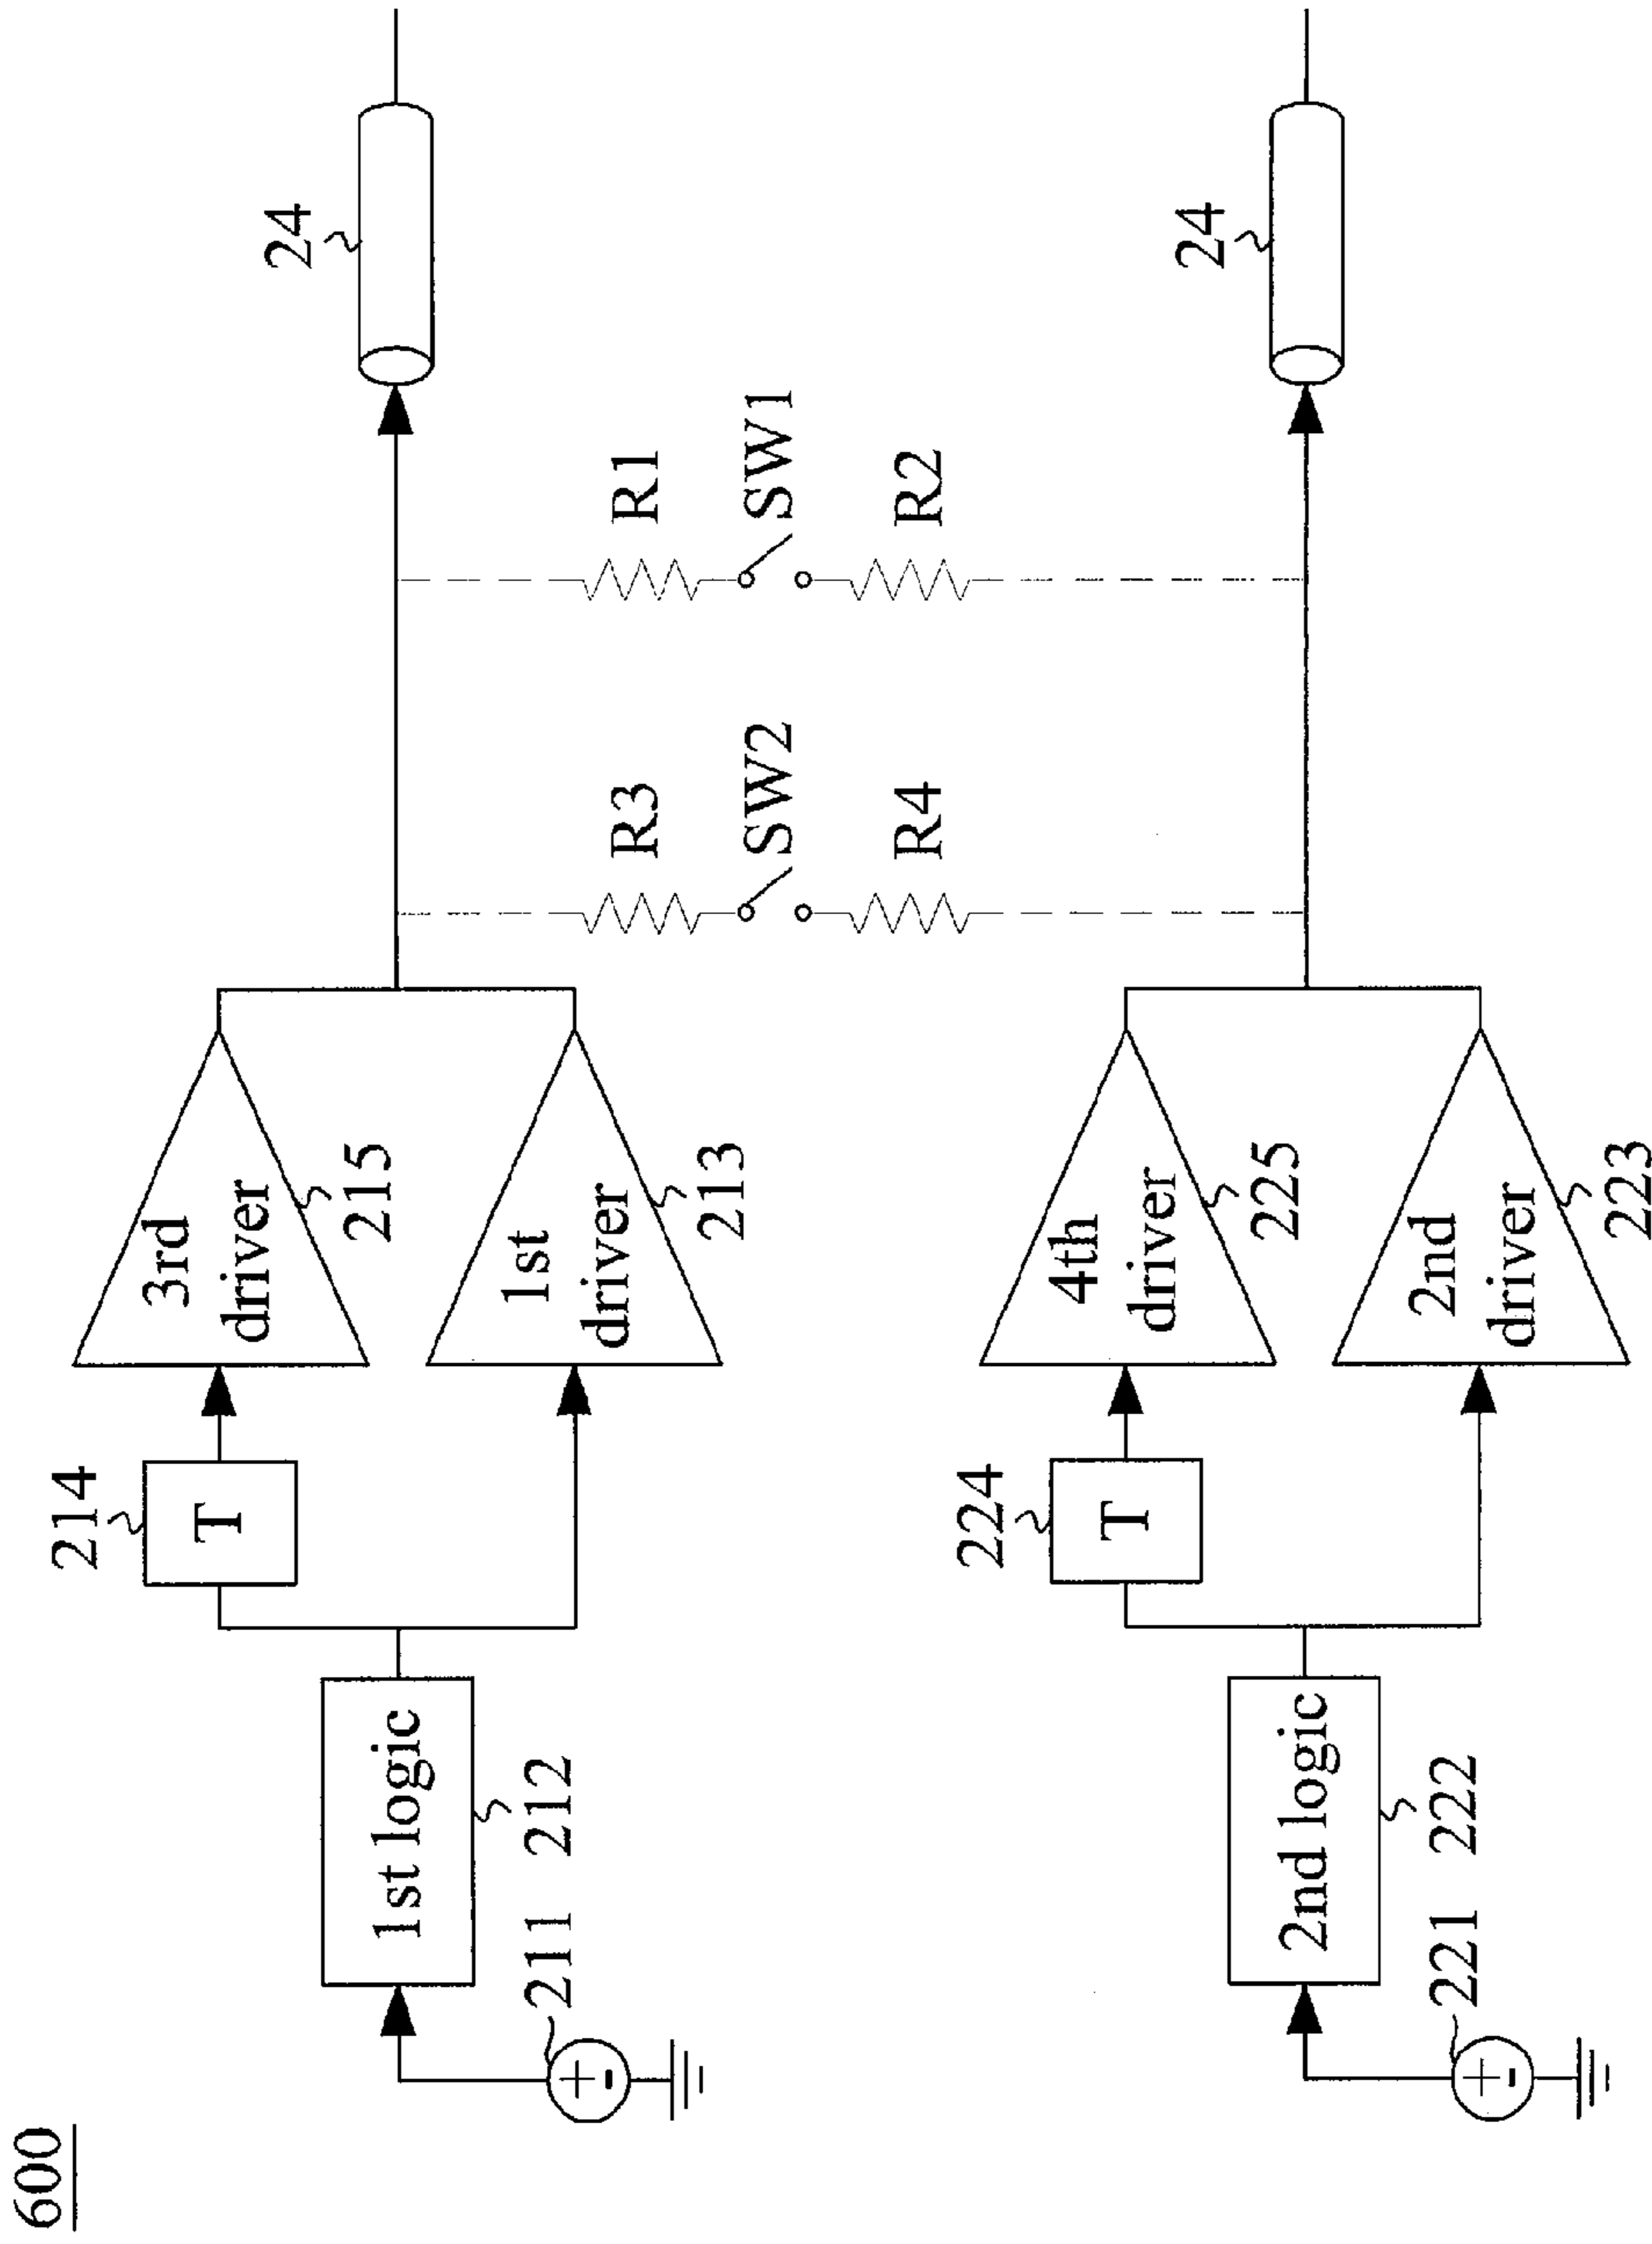 600
211
1st logic
212
214
T
3rd
driver
215
1st
driver
213
R3
SW2
R4
R1
SW1
R2
24
221
2nd logic
222
224
T
4th
driver
225
2nd
driver
223
24